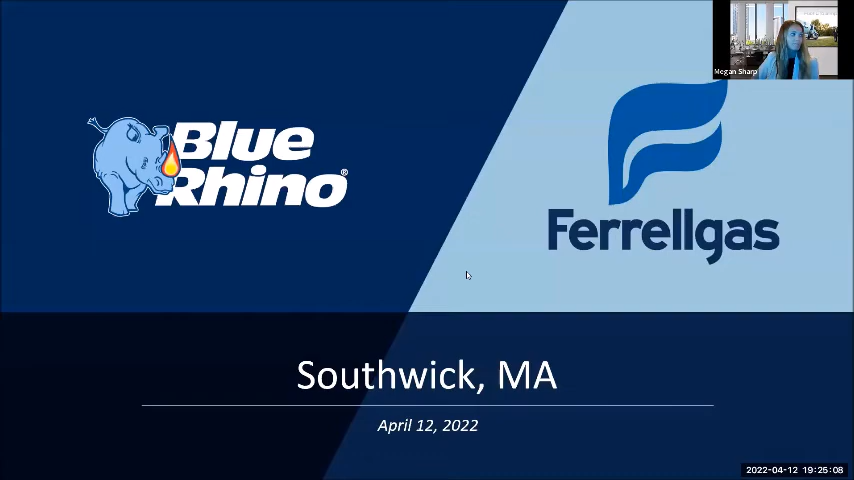 Megan Sharp
Blue
Rhino®
Ferrellgas
Southwick, MA
April 12, 2022
2022-04-12 19:25:08